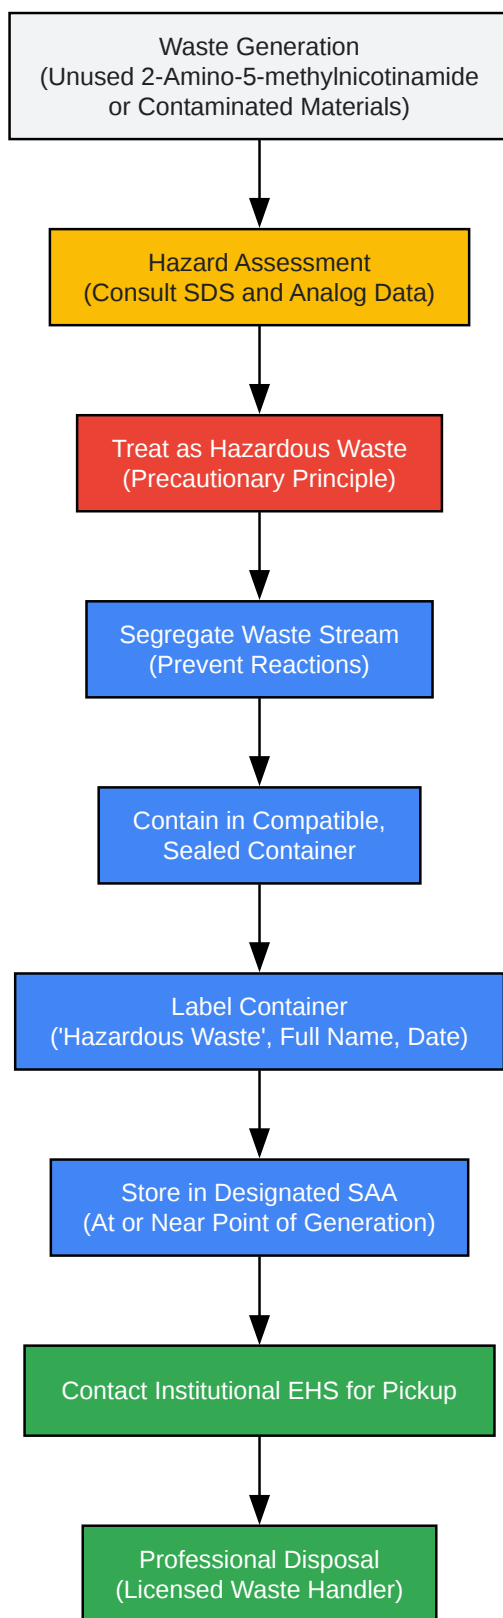 Waste Generation
(Unused 2-Amino-5-methylnicotinamide
or Contaminated Materials)
Hazard Assessment
(Consult SDS and Analog Data)
Treat as Hazardous Waste
(Precautionary Principle)
Segregate Waste Stream
(Prevent Reactions)
Contain in Compatible,
Sealed Container
Label Container
('Hazardous Waste', Full Name, Date)
Store in Designated SAA
(At or Near Point of Generation)
Contact Institutional EHS for Pickup
Professional Disposal
(Licensed Waste Handler)